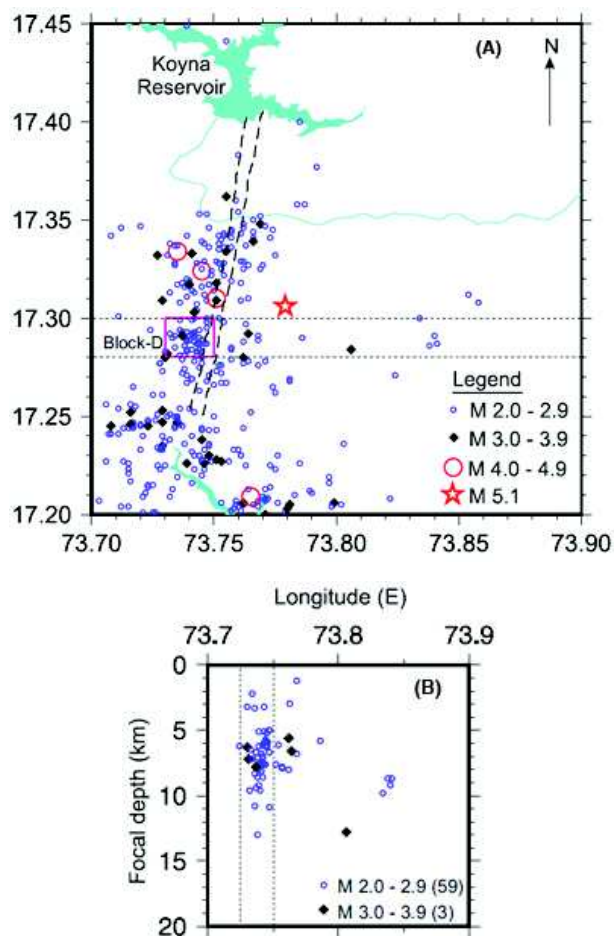 17.45
(A)
N
Koyna
Reservoir
17.40
17.35
17.30
Block-D
17.25
Legend
M 2.0 - 2.9
M 3.0 - 3.9
M 4.0 - 4.9
M 5.1
17.20
73.70 73.75 73.80 73.85 73.90
Longitude (E)
73.7 73.8 73.9
0
(B)
5
10
15
20
Focal depth (km)
M 2.0 - 2.9 (59)
M 3.0 - 3.9 (3)